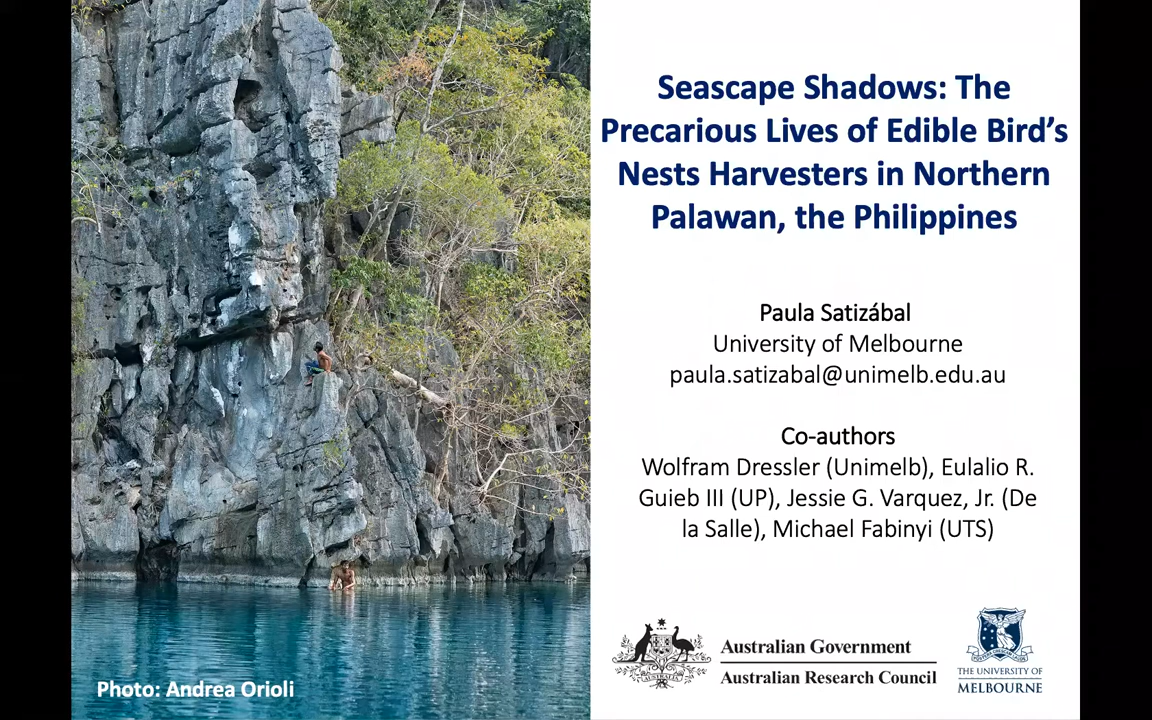 Seascape Shadows: The
Precarious Lives of Edible Bird's
Nests Harvesters in Northern
Palawan, the Philippines
Paula Satizábal
University of Melbourne
paula.satizabal@unimelb.edu.au
Co-authors
Wolfram Dressler (Unimelb), Eulalio R.
Guieb III (UP), Jessie G. Varquez, Jr. (De
la Salle), Michael Fabinyi (UTS)
Australian Government
Australian Research Council
THE UNIVERSITY OF
MELBOURNE
Photo: Andrea Orioli